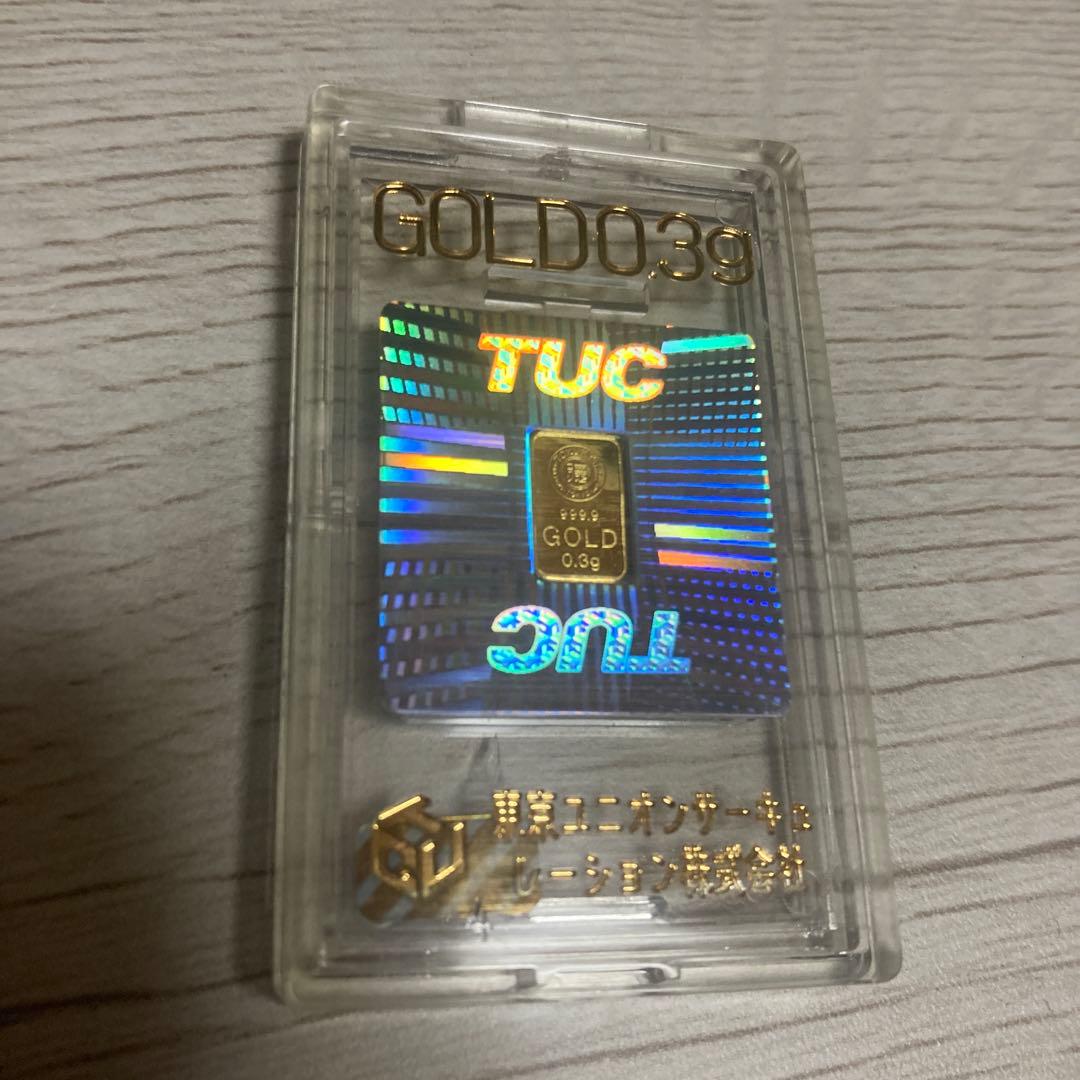 GOLD0.3g
TUC
999.9
GOLD
0.3g
TUC
東京ユニオンサーキュ
レーション株式会社